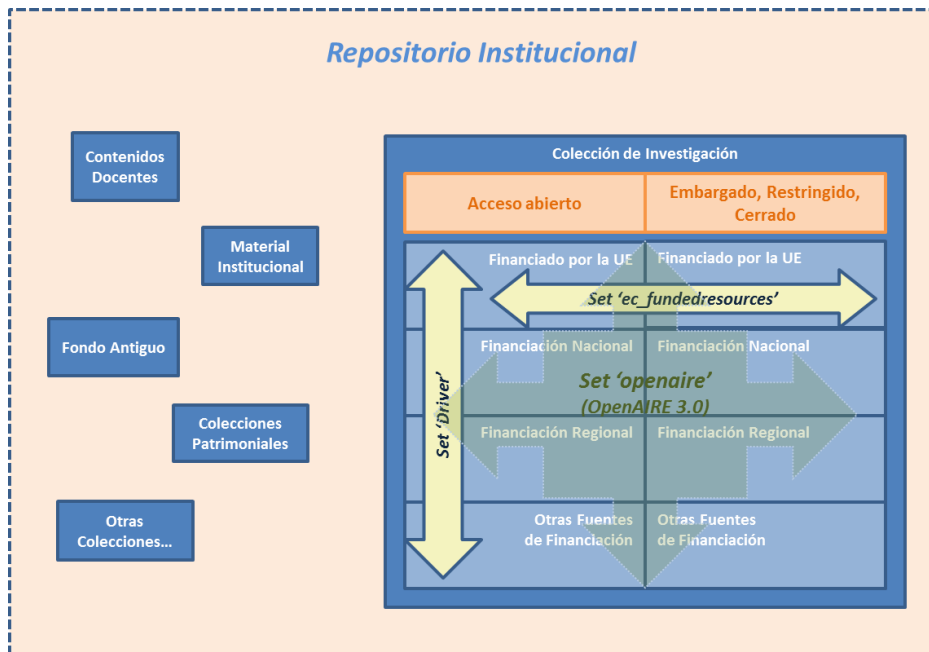 Repositorio Institucional
Contenidos
Docentes
Material
Institucional
Fondo Antiguo
Colecciones
Patrimoniales
Otras
Colecciones...
Colección de Investigación
Acceso abierto
Embargado, Restringido,
Cerrado
Financiado por la UE
Financiado por la UE
Set ‘ec_fundedresources’
Financiación Nacional
Financiación Nacional
Set ‘openaire’
(OpenAIRE 3.0)
Set ‘Driver’
Financiación Regional
Financiación Regional
Otras Fuentes
de Financiación
Otras Fuentes
de Financiación